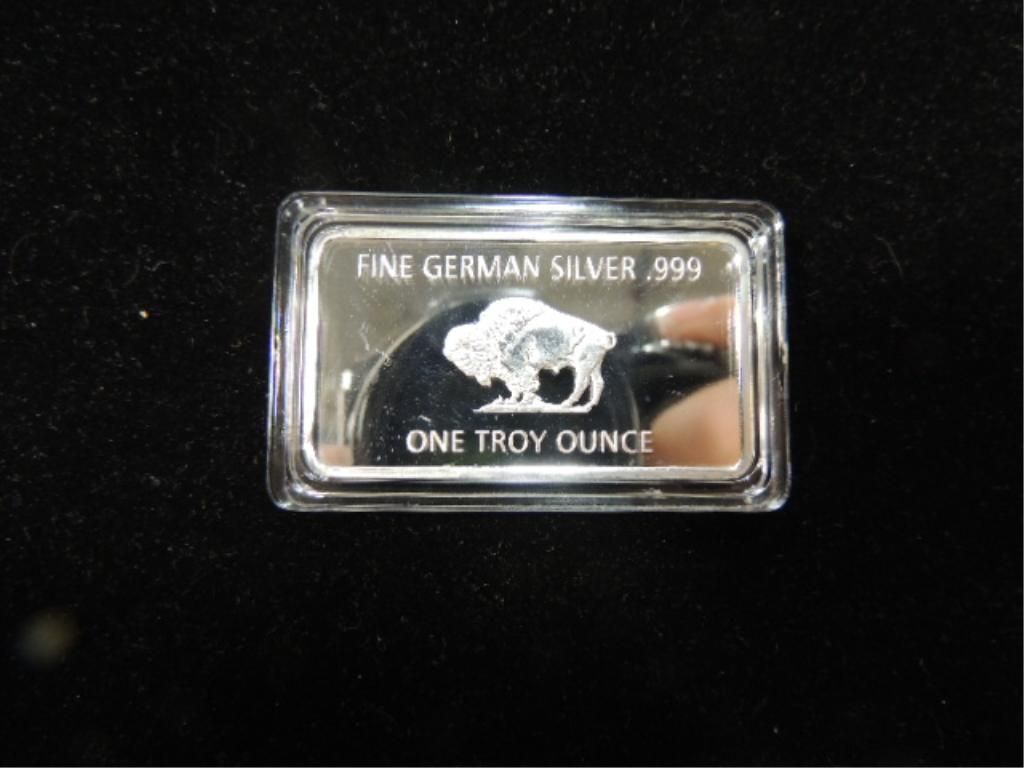 FINE GERMAN SILVER .999
ONE TROY OUNCE